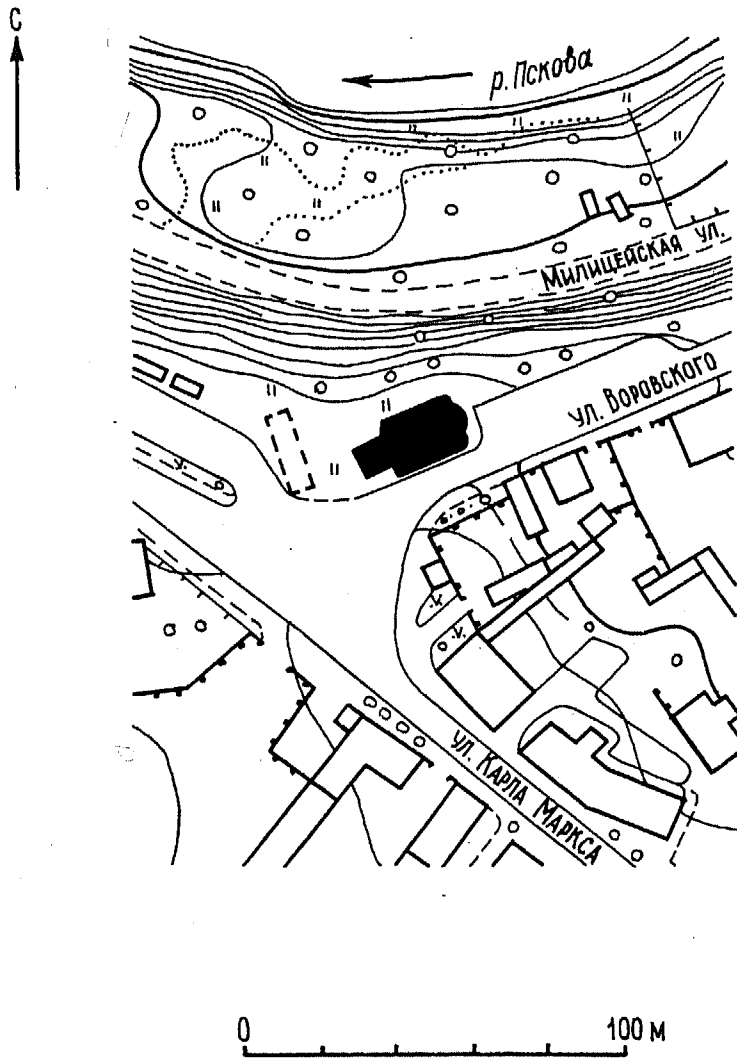 С
р. Пскова
Милицейская ул.
ул. Воровского
ул. Карла Маркса
0 100 м